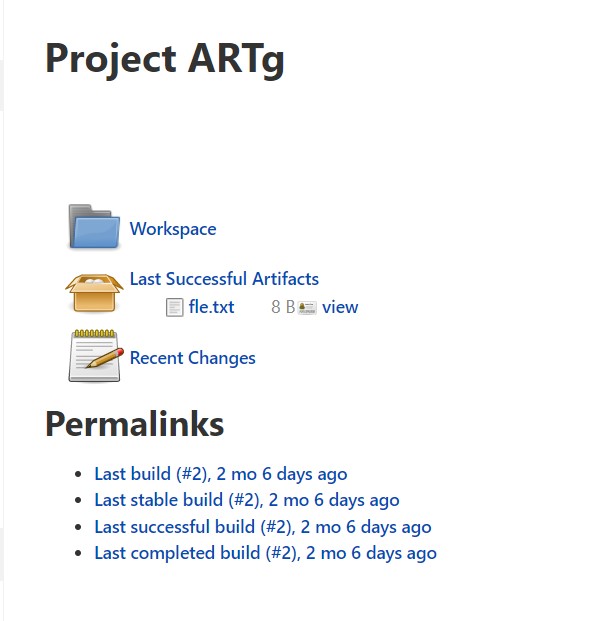 Project ARTg
Workspace
Last Successful Artifacts
fle.txt 8 B view
Recent Changes
Permalinks
Last build (#2), 2 mo 6 days ago
Last stable build (#2), 2 mo 6 days ago
Last successful build (#2), 2 mo 6 days ago
Last completed build (#2), 2 mo 6 days ago